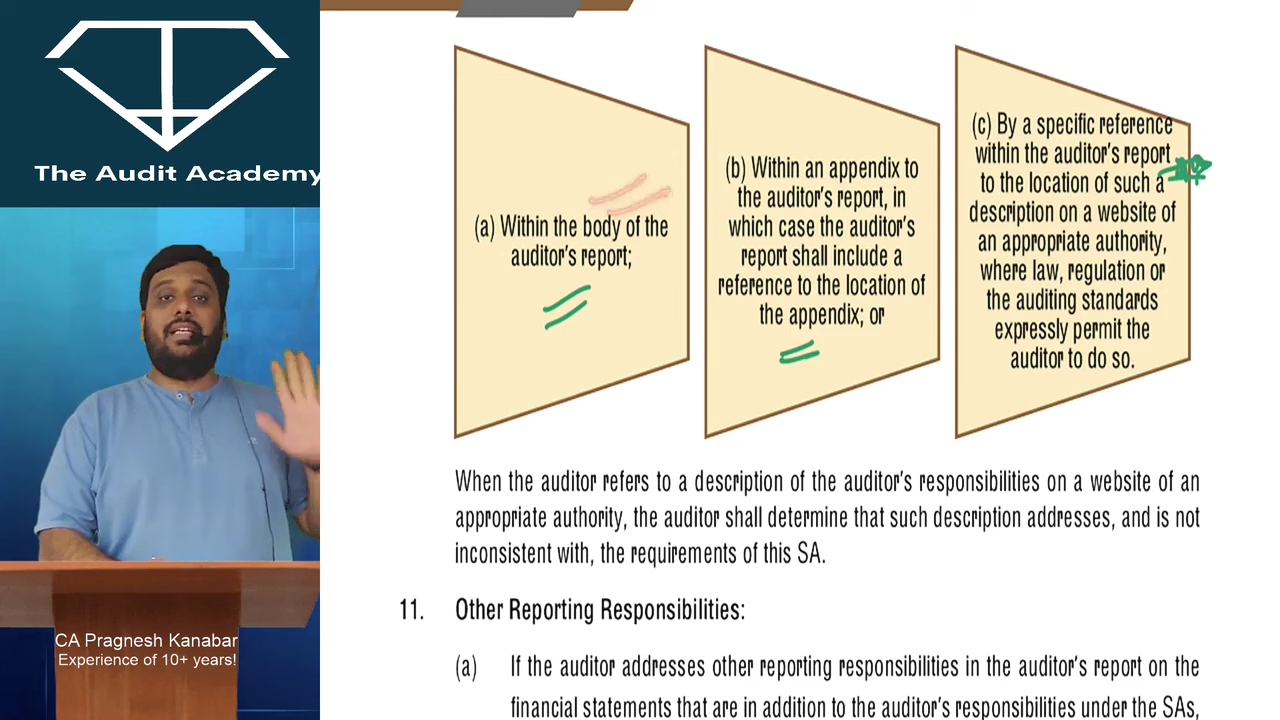 The Audit Academy
CA Pragnesh Kanabar
Experience of 10+ years!
(a) Within the body of the
auditor's report;
(b) Within an appendix to
the auditor's report, in
which case the auditor's
report shall include a
reference to the location of
the appendix; or
(c) By a specific reference
within the auditor's report
to the location of such a
description on a website of
an appropriate authority,
where law, regulation or
the auditing standards
expressly permit the
auditor to do so.
When the auditor refers to a description of the auditor's responsibilities on a website of an
appropriate authority, the auditor shall determine that such description addresses, and is not
inconsistent with, the requirements of this SA.
11. Other Reporting Responsibilities:
(a) If the auditor addresses other reporting responsibilities in the auditor's report on the
financial statements that are in addition to the auditor's responsibilities under the SAs,